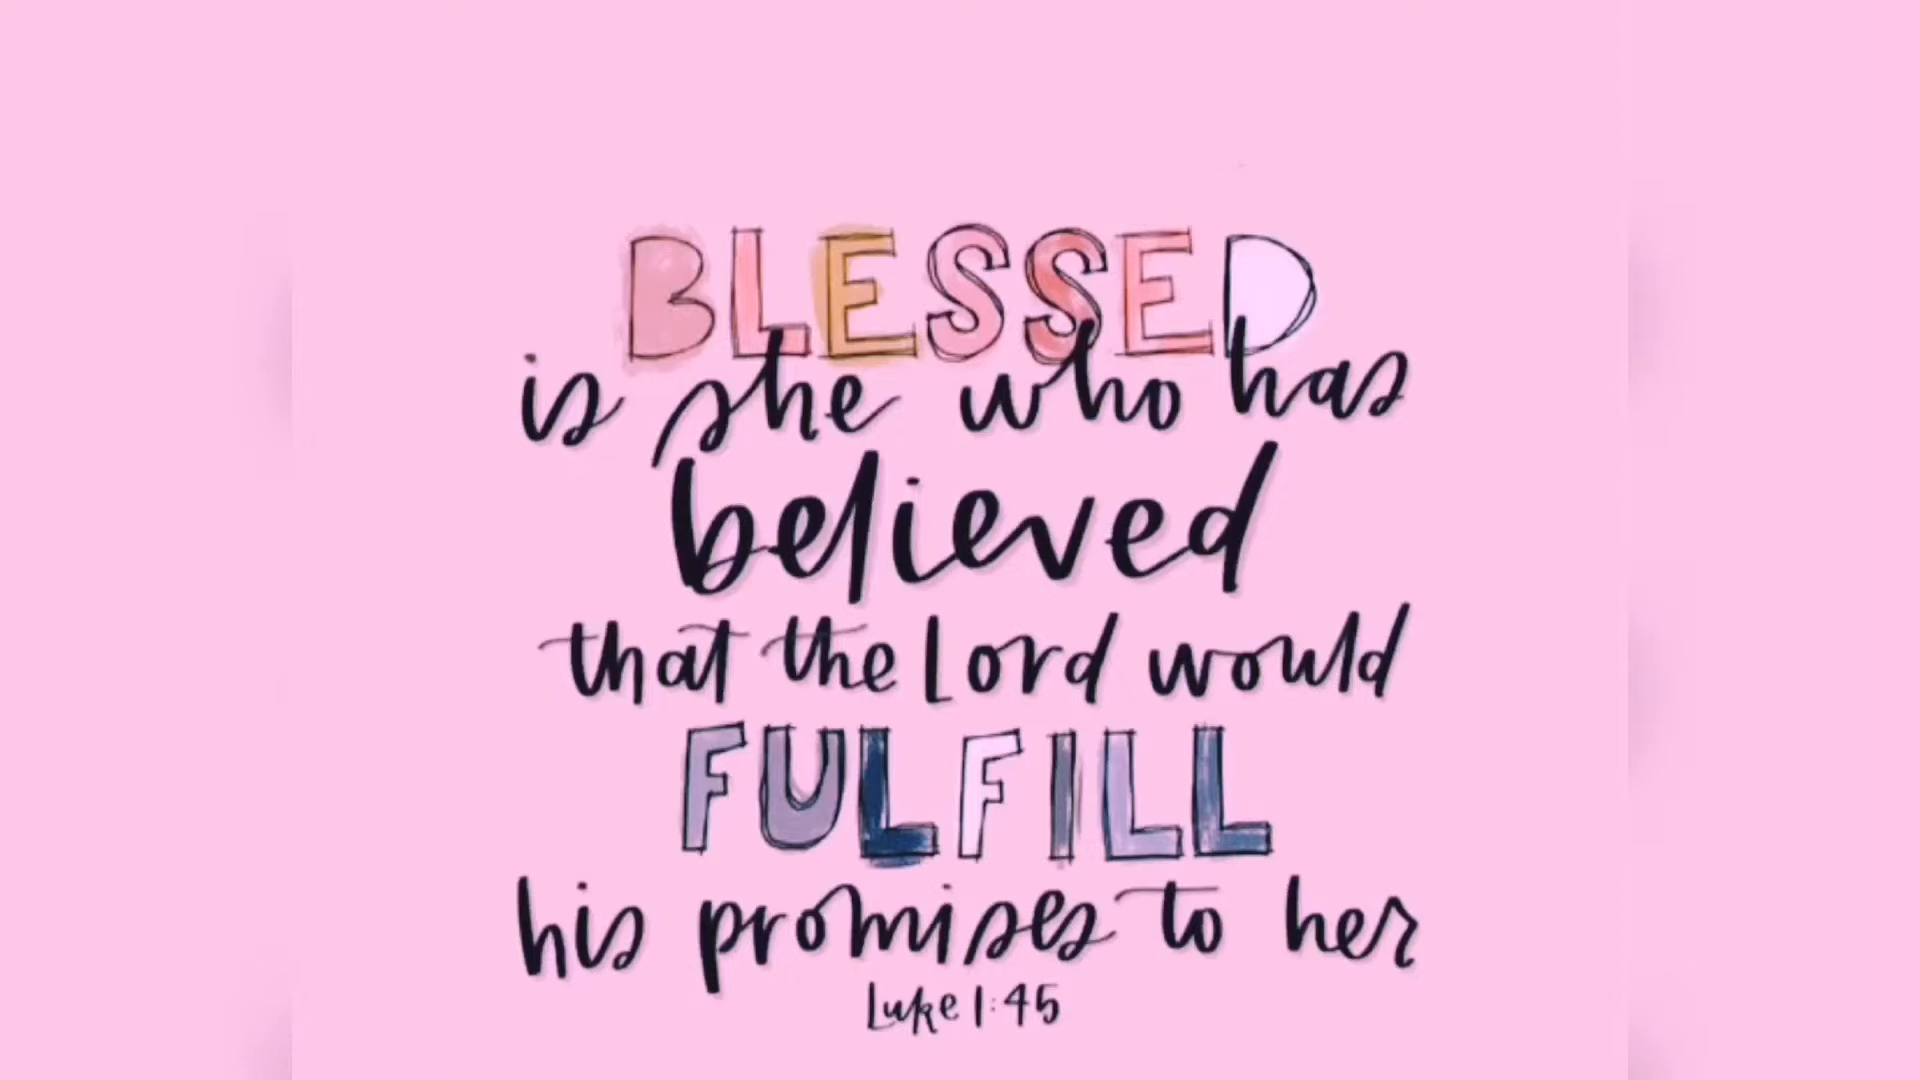 BLESSED
is she who has
believed
that the Lord would
FULFILL
his promises to her
Luke 1:45